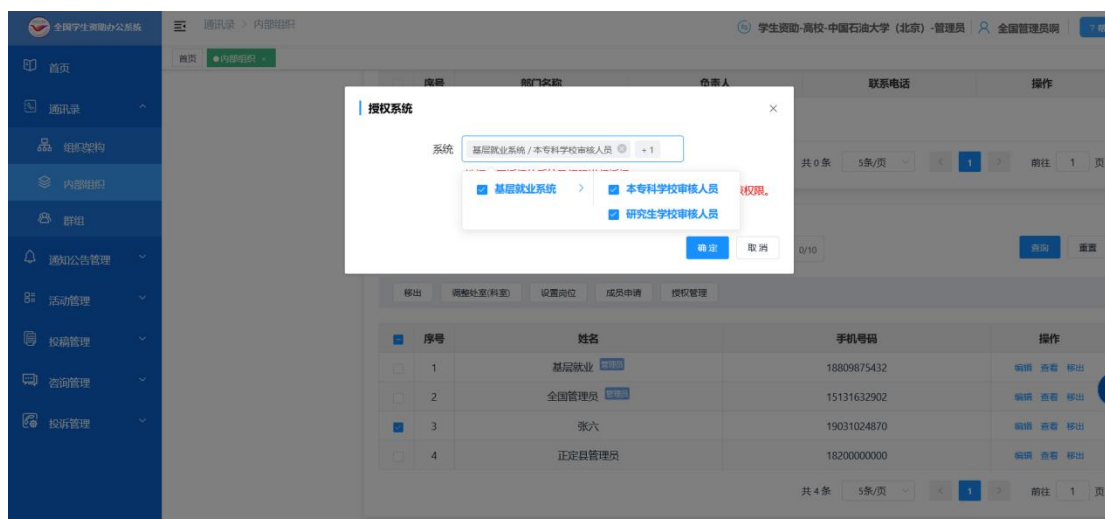 全国学生资助办公系统
通讯录 > 内部组织
学生资助-高校-中国石油大学（北京）-管理员
全国管理员啊
首页
通讯录
组织架构
内部组织
群组
通知公告管理
活动管理
投稿管理
咨询管理
投诉管理
首页 ●内部组织 ×
序号 部门名称 负责人 联系电话 操作
授权系统 ×
系统 基层就业系统 / 本专科学校审核人员 + 1
基层就业系统 > 本专科学校审核人员
研究生学校审核人员
权限。
确定 取消
共 0 条 5条/页 < 1 > 前往 1 页
0/10 查询 重置
移出 调整处室(科室) 设置岗位 成员申请 授权管理
序号 姓名 手机号码 操作
1 基层就业 管理员 18809875432 编辑 查看 移出
2 全国管理员 管理员 15131632902 编辑 查看 移出
3 张六 19031024870 编辑 查看 移出
4 正定县管理员 18200000000 编辑 查看 移出
共 4 条 5条/页 < 1 > 前往 1 页